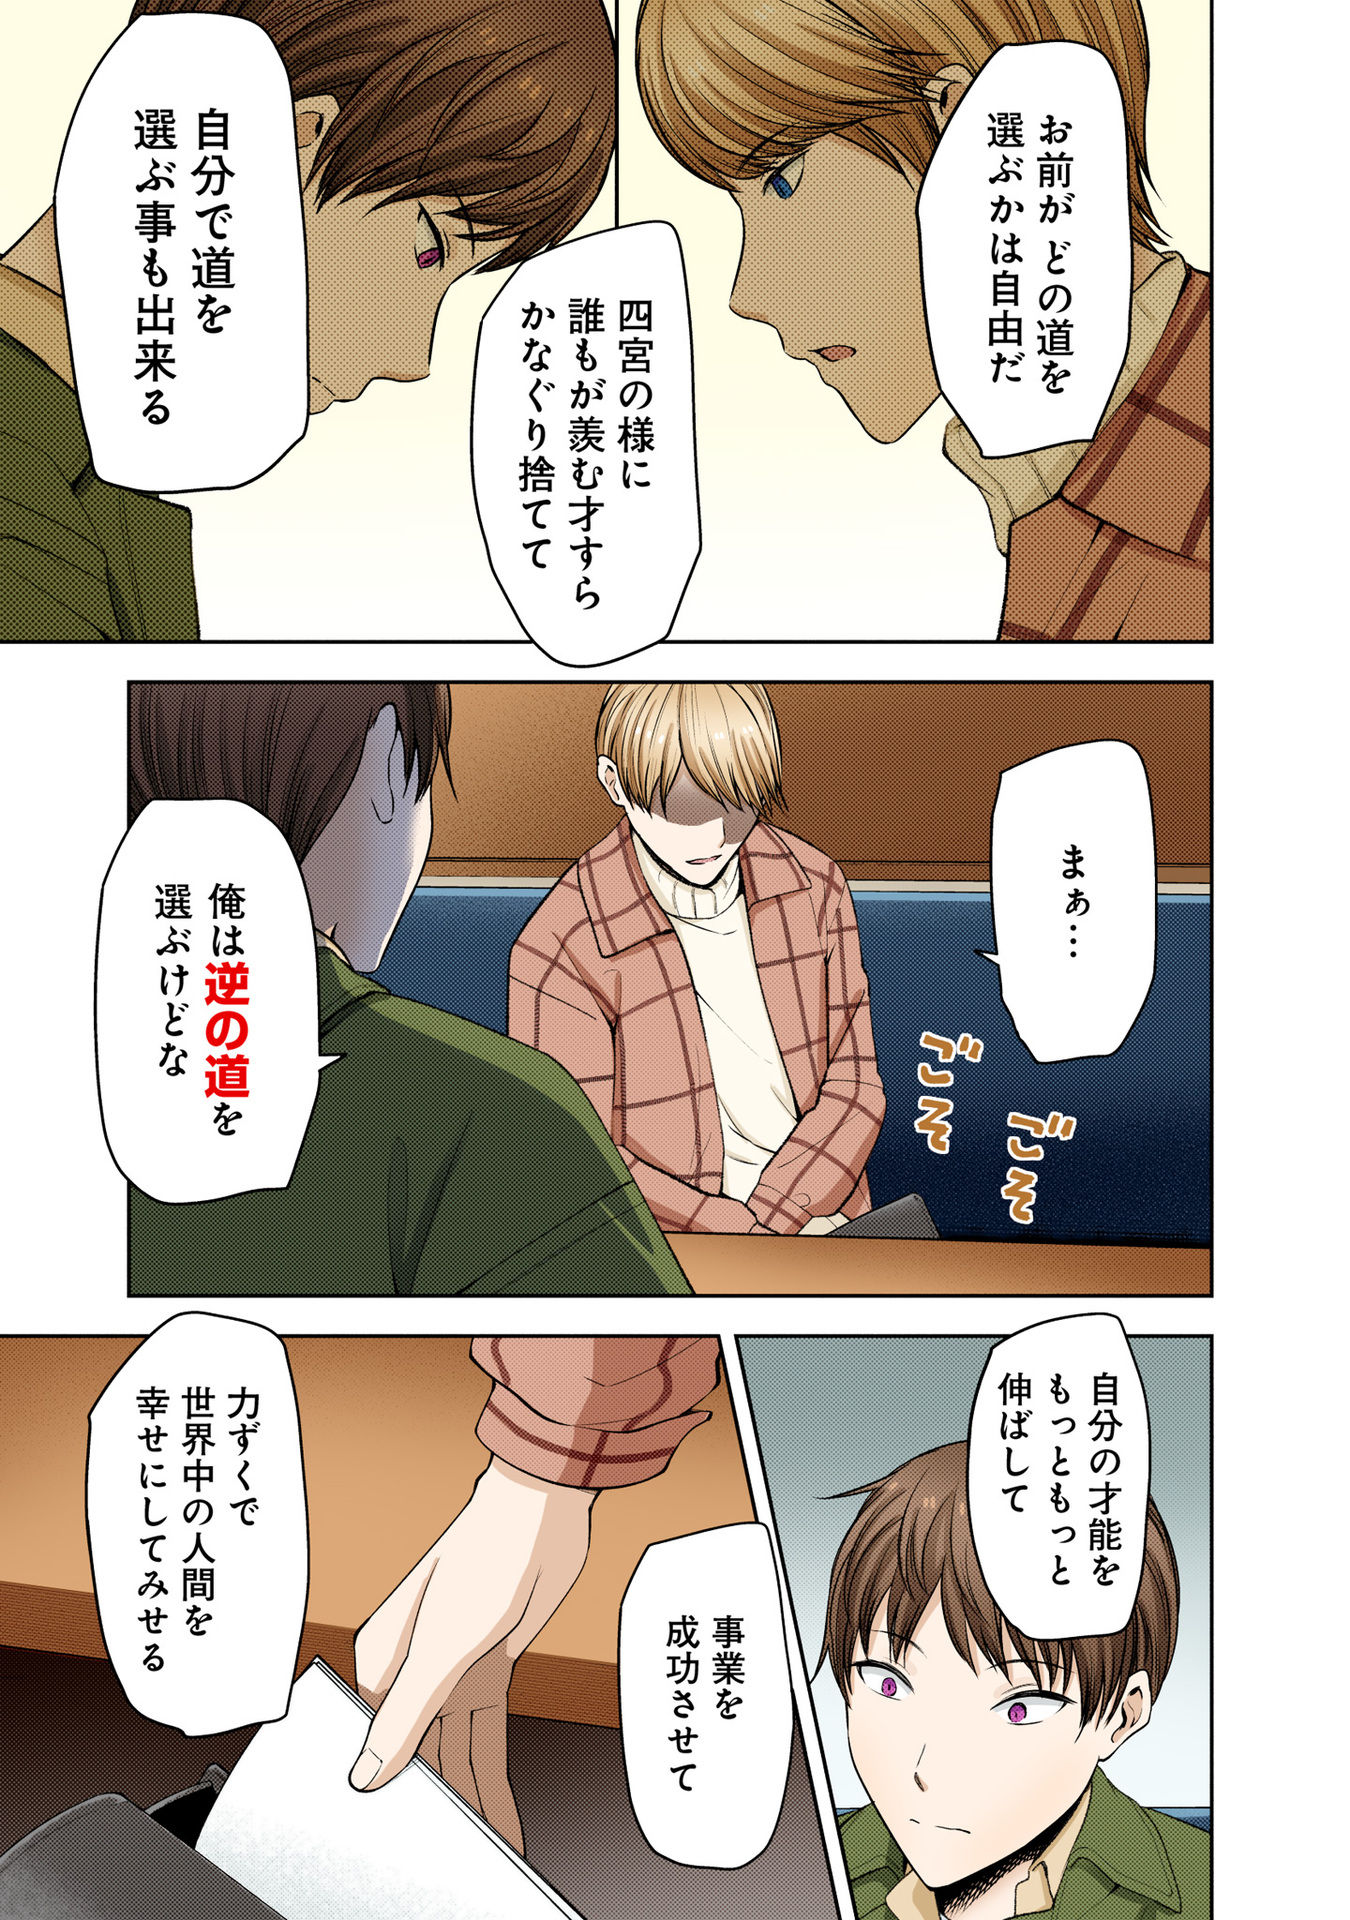 お前が どの道を
選ぶかは自由だ
四宮の様に
誰もが羨む才すら
かなぐり捨てて
自分で道を
選ぶ事も出来る
まぁ…
ごそ
ごそ
俺は逆の道を
選ぶけどな
自分の才能を
もっともっと
伸ばして
事業を
成功させて
力ずくで
世界中の人間を
幸せにしてみせる